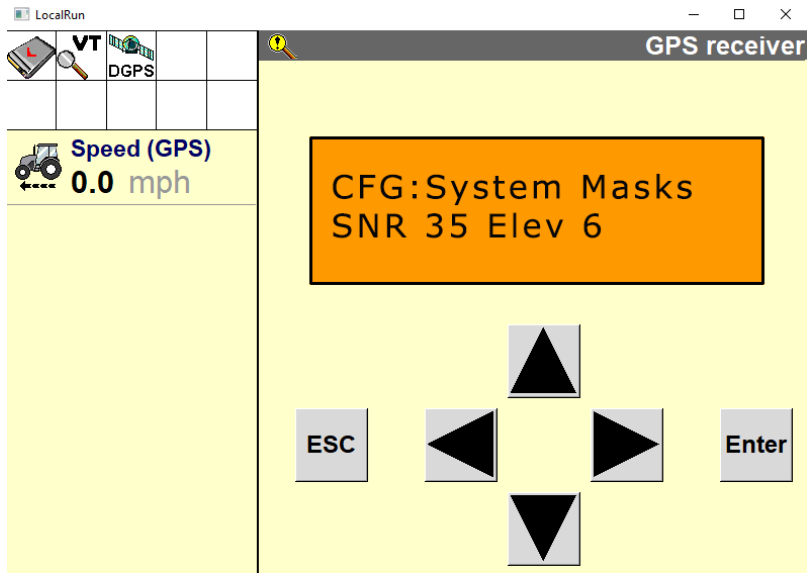 LocalRun
VT
DGPS
GPS receiver
Speed (GPS)
0.0 mph
CFG:System Masks
SNR 35 Elev 6
ESC
Enter